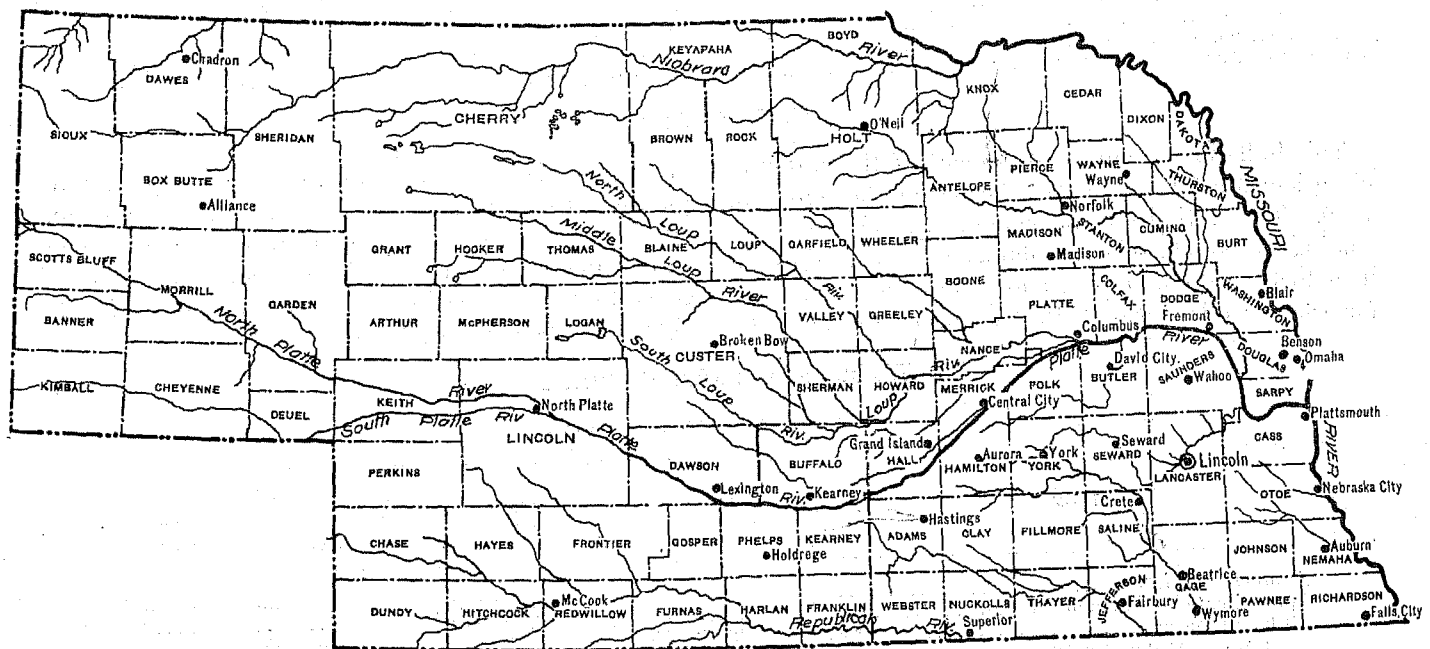 BOYD
KEYAPAHA
Niobrara River
Chadron
DAWES
KNOX
CEDAR
DIXON
DAKOTA
SIOUX
SHERIDAN
CHERRY
BROWN
ROCK
O'Neil
HOLT
PIERCE
WAYNE
Wayne
THURSTON
MISSOURI
BOX BUTTE
Alliance
ANTELOPE
Norfolk
North Loup Riv.
Middle Loup River
GRANT
HOOKER
THOMAS
BLAINE
LOUP
GARFIELD
WHEELER
MADISON
Madison
STANTON
CUMING
BURT
SCOTTS BLUFF
MORRILL
GARDEN
BOONE
PLATTE
COLFAX
DODGE
Fremont
WASHINGTON
Blair
BANNER
ARTHUR
McPHERSON
LOGAN
VALLEY
GREELEY
North Platte River
Broken Bow
CUSTER
South Loup Riv.
NANCE
Columbus
Platte River
Benson
Omaha
DOUGLAS
KIMBALL
CHEYENNE
DEUEL
KEITH
SHERMAN
HOWARD
Loup Riv.
MERRICK
POLK
David City
BUTLER
SAUNDERS
Wahoo
SARPY
Central City
North Platte
South Platte Riv
LINCOLN
Plattsmouth
PERKINS
Platte Riv.
DAWSON
BUFFALO
Grand Island
HALL
Aurora
HAMILTON
York
YORK
Seward
SEWARD
Lincoln
LANCASTER
CASS
RIVER
Lexington
Kearney
OTOE
Nebraska City
Crete
CHASE
HAYES
FRONTIER
GOSPER
PHELPS
Holdrege
KEARNEY
ADAMS
Hastings
CLAY
FILLMORE
SALINE
JOHNSON
Auburn
NEMAHA
DUNDY
HITCHCOCK
McCook
REDWILLOW
FURNAS
HARLAN
FRANKLIN
WEBSTER
NUCKOLLS
THAYER
JEFFERSON
Fairbury
Beatrice
GAGE
Wymore
PAWNEE
RICHARDSON
Falls City
Republican Riv.
Superior